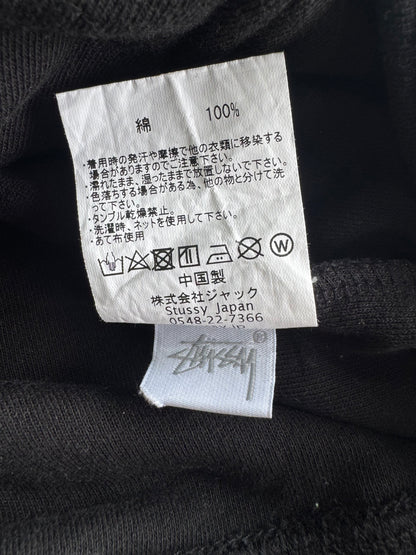 綿 100%
・着用時の発汗や摩擦で他の衣類に移染する
場合がありますのでご注意下さい。
・濡れたまま、湿ったままで放置しないで下さい。
・色落ちする場合がある為、他の物と分けて洗
って下さい。
・タンブル乾燥禁止。
・洗濯時、ネットを使用して下さい。
・あて布使用
W
中国製
株式会社ジャック
Stussy Japan
0548-22-7366
STÜSSY®